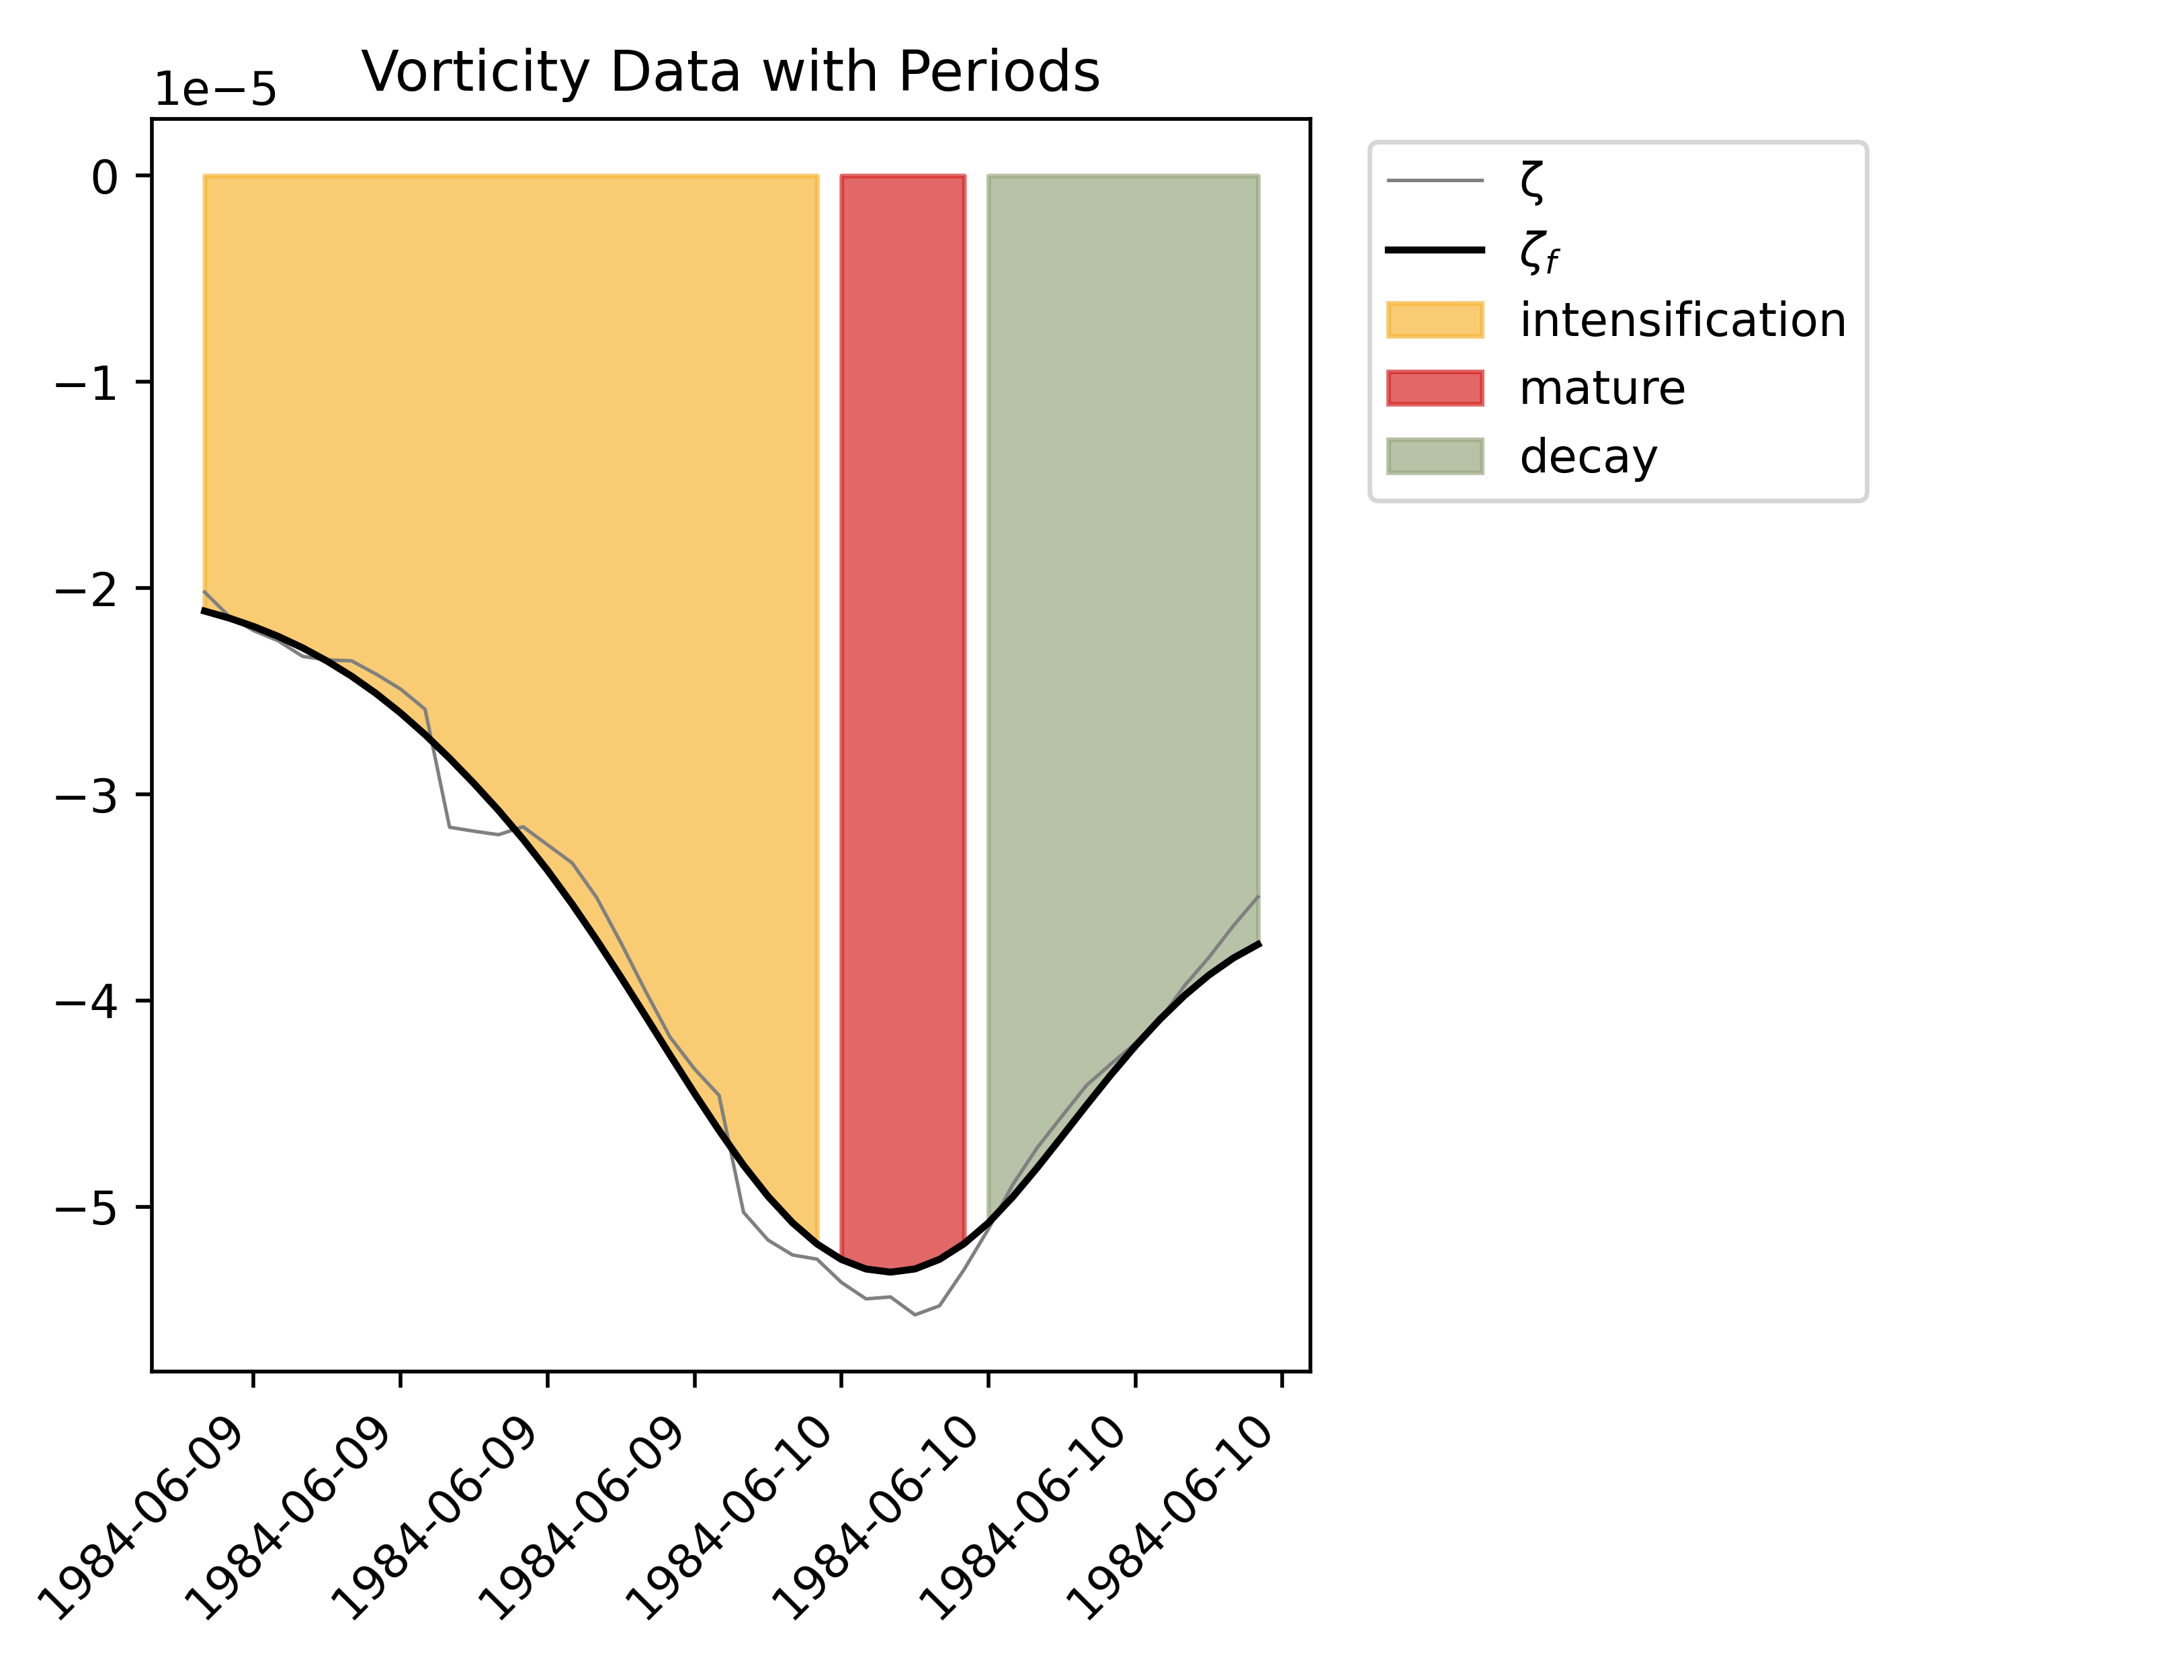 Vorticity Data with Periods
1e−5
0
−1
−2
−3
−4
−5
1984-06-09
1984-06-09
1984-06-09
1984-06-09
1984-06-10
1984-06-10
1984-06-10
1984-06-10
ζ
ζf
intensification
mature
decay